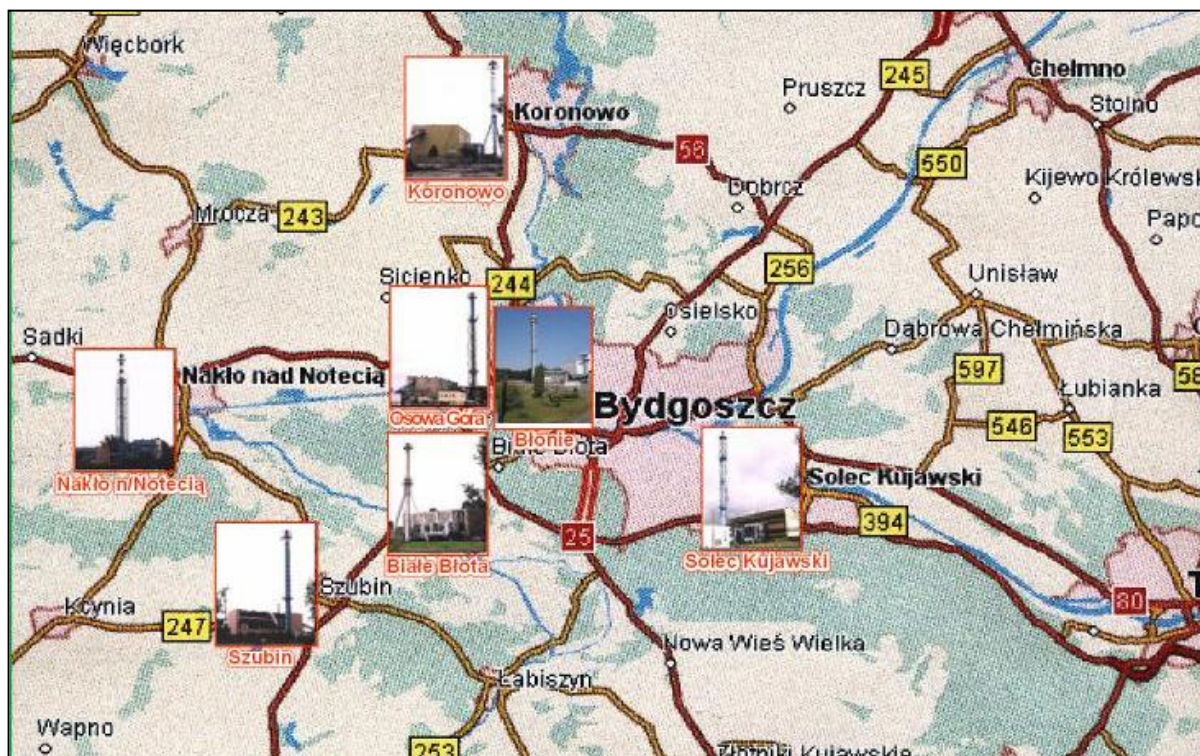 Więcbork
245
Chełmno
Pruszcz
Stolno
Koronowo
56
550
Kijewo Królewsk
Koronowo
Dobrcz
Mrocza
243
Papo
256
Unisław
Sicienko
244
Osielsko
Dąbrowa Chełmińska
Sadki
597
Nakło nad Notecią
Łubianka
Osowa Góra
Bydgoszcz
546
553
Błonie
Białe Błota
Nakło n/Notecią
Solec Kujawski
394
25
Białe Błota
Solec Kujawski
Szubin
80
Kcynia
247
Szubin
Nowa Wieś Wielka
Łabiszyn
Wapno
253
Złotniki Kujawskie